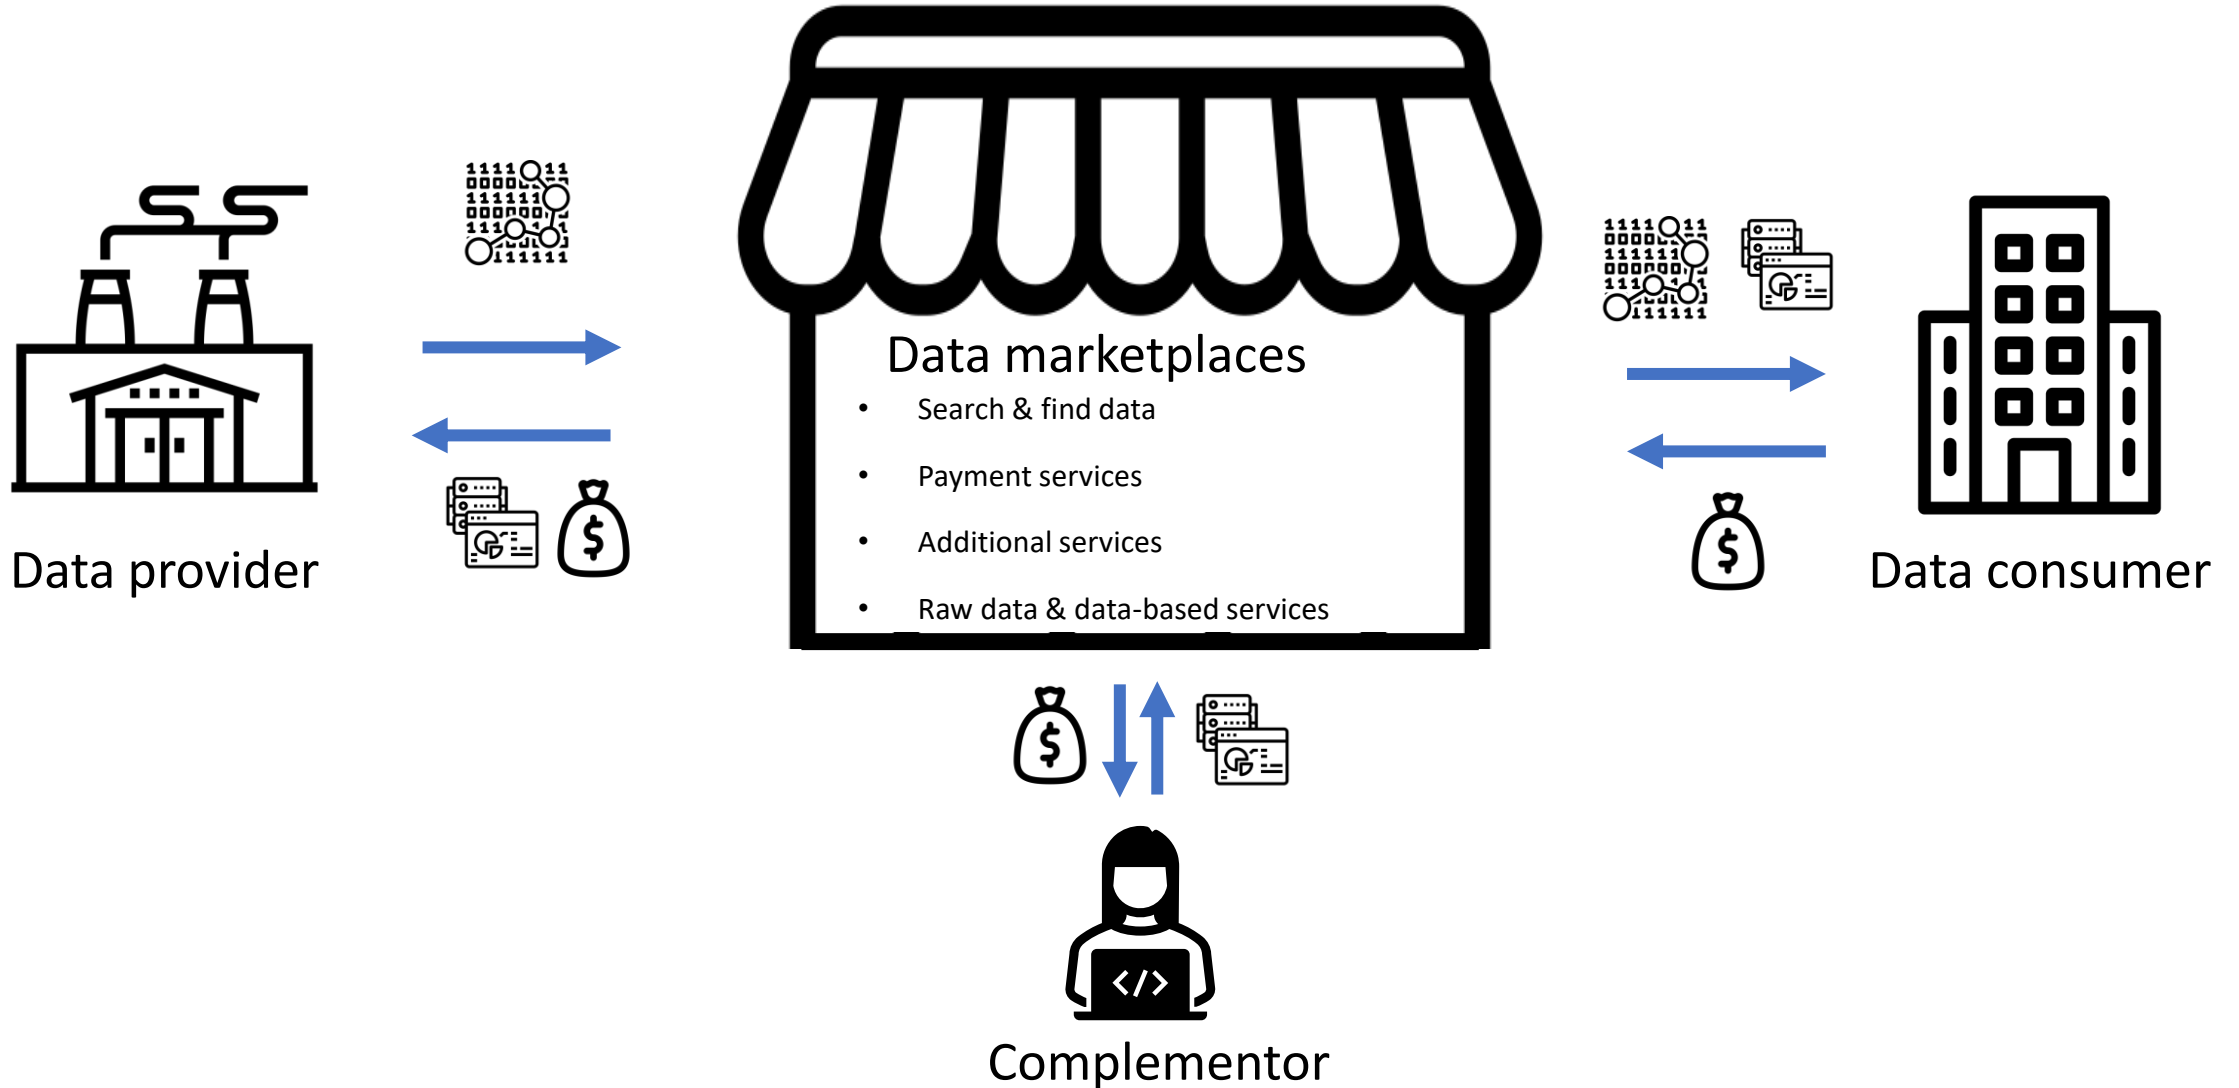 Data marketplaces
• Search & find data
• Payment services
• Additional services
• Raw data & data-based services
Data provider
Data consumer
Complementor